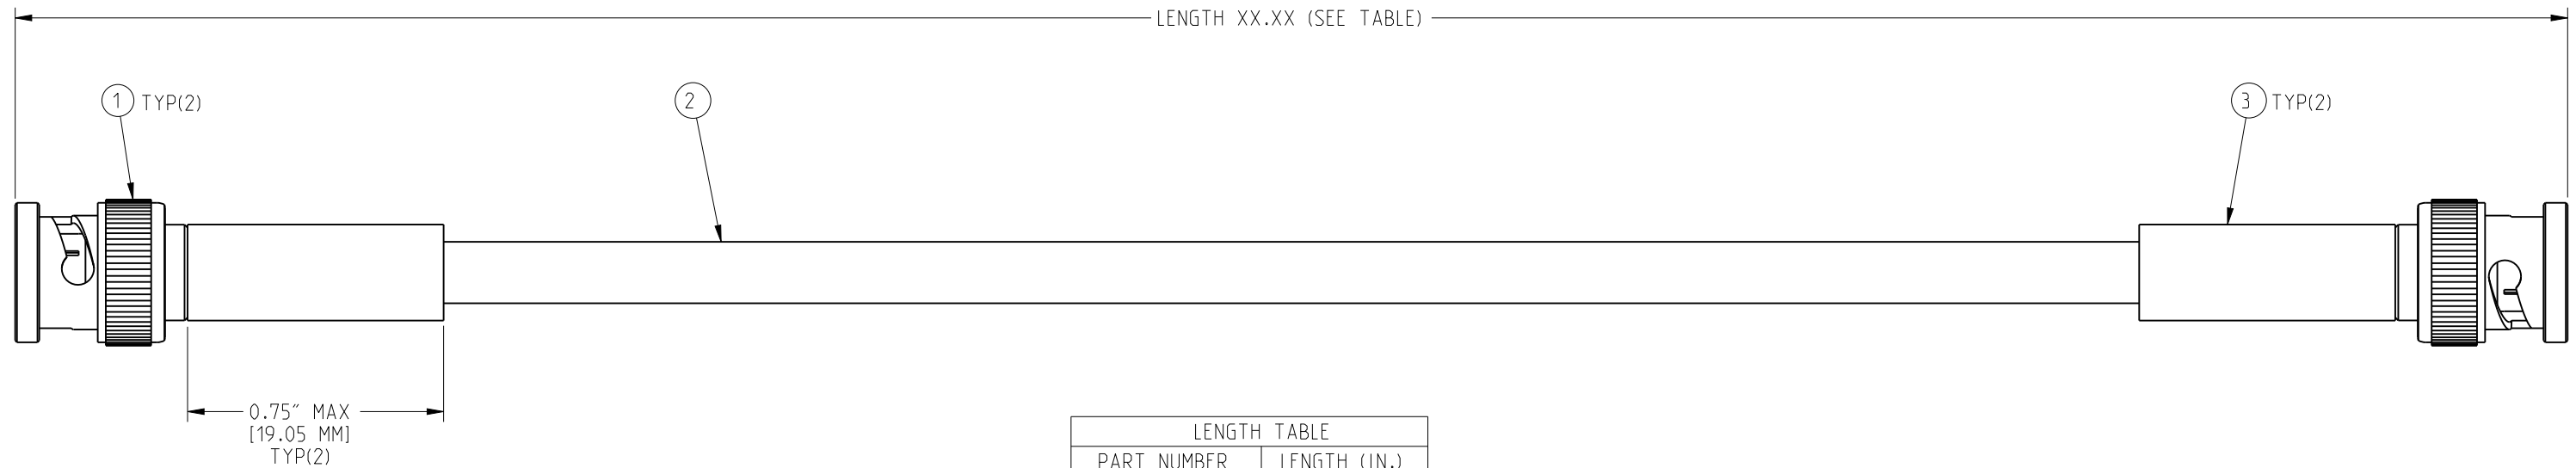 LENGTH XX.XX (SEE TABLE)
1 TYP(2)
2
3 TYP(2)
0.75" MAX
[19.05 MM]
TYP(2)
LENGTH TABLE
PART NUMBER LENGTH (IN.)